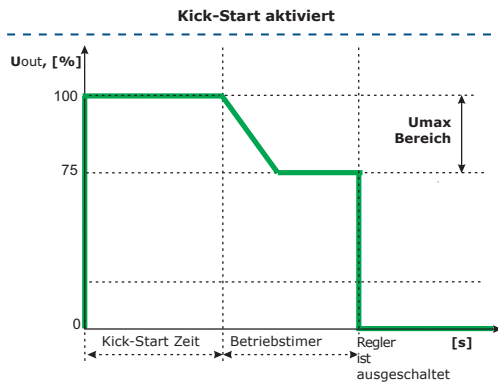 Kick-Start aktiviert
Uout, [%]
100
Umax
Bereich
75
0
Kick-Start Zeit
Betriebstimer
Regler
ist
ausgeschaltet
[s]